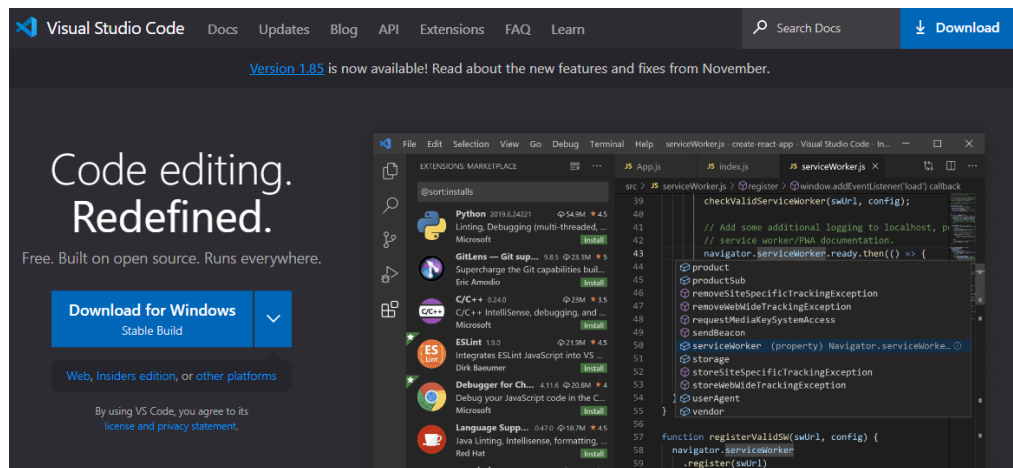 Visual Studio Code Docs Updates Blog API Extensions FAQ Learn Search Docs Download
Version 1.85 is now available! Read about the new features and fixes from November.
Code editing.
Redefined.
Free. Built on open source. Runs everywhere.
Download for Windows
Stable Build
Web, Insiders edition, or other platforms
By using VS Code, you agree to its
license and privacy statement.
File Edit Selection View Go Debug Terminal Help serviceWorker.js - create-react-app - Visual Studio Code - In...
EXTENSIONS: MARKETPLACE
@sort:installs
Python 2019.6.24221 54.9M 4.5
Linting, Debugging (multi-threaded, ...
Microsoft Install
GitLens — Git sup... 9.8.5 23.1M 5
Supercharge the Git capabilities buil...
Eric Amodio Install
C/C++ 0.24.0 23M 3.5
C/C++ IntelliSense, debugging, and ...
Microsoft Install
ESLint 1.9.0 21.9M 4.5
Integrates ESLint JavaScript into VS ...
Dirk Baeumer Install
Debugger for Ch... 4.11.6 20.6M 4
Debug your JavaScript code in the C...
Microsoft Install
Language Supp... 0.47.0 18.7M 4.5
Java Linting, Intellisense, formatting, ...
Red Hat Install
C/C++
ES
Lint
JS App.js JS index.js JS serviceWorker.js
src > JS serviceWorker.js > register > window.addEventListener('load') callback
39 checkValidServiceWorker(swUrl, config);
40
41 // Add some additional logging to localhost, p
42 // service worker/PWA documentation.
43 navigator.serviceWorker.ready.then(() => {
44 product
45 productSub
46 removeSiteSpecificTrackingException
47 removeWebWideTrackingException
48 requestMediaKeySystemAccess
49 sendBeacon
50 serviceWorker (property) Navigator.serviceWorke...
51 storage
52 storeSiteSpecificTrackingException
53 storeWebWideTrackingException
54 } userAgent
55 } vendor
56
57 function registerValidSW(swUrl, config) {
58 navigator.serviceWorker
59 .register(swUrl)